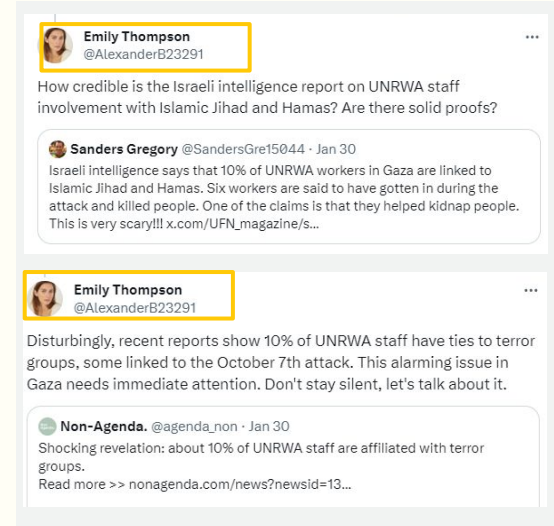 Emily Thompson
@AlexanderB23291
How credible is the Israeli intelligence report on UNRWA staff
involvement with Islamic Jihad and Hamas? Are there solid proofs?
Sanders Gregory @SandersGre15044 · Jan 30
Israeli intelligence says that 10% of UNRWA workers in Gaza are linked to
Islamic Jihad and Hamas. Six workers are said to have gotten in during the
attack and killed people. One of the claims is that they helped kidnap people.
This is very scary!!! x.com/UFN_magazine/s...
Emily Thompson
@AlexanderB23291
Disturbingly, recent reports show 10% of UNRWA staff have ties to terror
groups, some linked to the October 7th attack. This alarming issue in
Gaza needs immediate attention. Don't stay silent, let's talk about it.
Non-Agenda. @agenda_non · Jan 30
Shocking revelation: about 10% of UNRWA staff are affiliated with terror
groups.
Read more >> nonagenda.com/news?newsid=13...